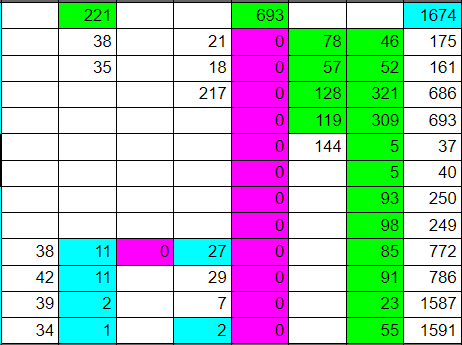 221 693 1674
38 21 0 78 46 175
35 18 0 57 52 161
217 0 128 321 686
0 119 309 693
0 144 5 37
0 5 40
0 93 250
0 98 249
38 11 0 27 0 85 772
42 11 29 0 91 786
39 2 7 0 23 1587
34 1 2 0 55 1591